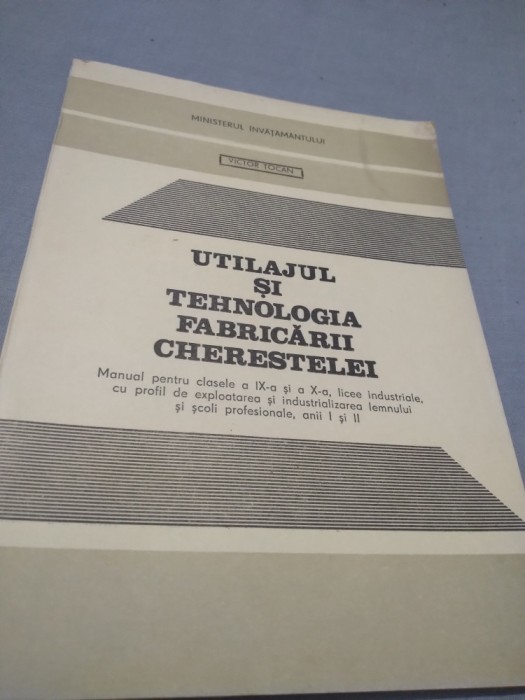 MINISTERUL ÎNVĂȚĂMÂNTULUI
VICTOR TOCAN
UTILAJUL
ȘI
TEHNOLOGIA
FABRICĂRII
CHERESTELEI
Manual pentru clasele a IX-a și a X-a, licee industriale,
cu profil de exploatarea și industrializarea lemnului
și școli profesionale, anii I și II